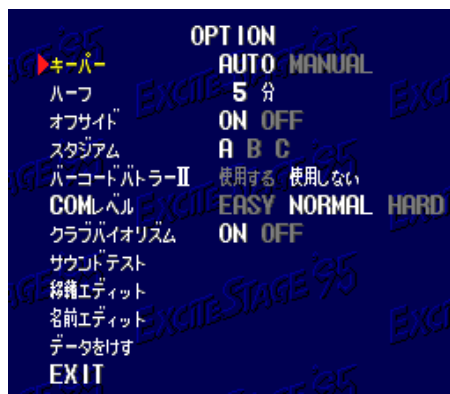 OPTION
キーパー AUTO MANUAL
ハーフ 5 分
オフサイド ON OFF
スタジアム A B C
バーコードバトラーII 使用する 使用しない
COMレベル EASY NORMAL HARD
クラブバイオリズム ON OFF
サウンドテスト
移籍エディット
名前エディット
データをけす
EXIT